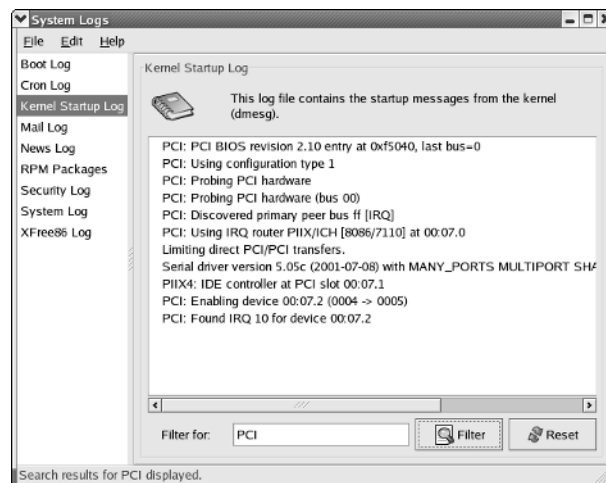 System Logs
File Edit Help
Boot Log
Cron Log
Kernel Startup Log
Mail Log
News Log
RPM Packages
Security Log
System Log
XFree86 Log
Kernel Startup Log
This log file contains the startup messages from the kernel
(dmesg).
PCI: PCI BIOS revision 2.10 entry at 0xf5040, last bus=0
PCI: Using configuration type 1
PCI: Probing PCI hardware
PCI: Probing PCI hardware (bus 00)
PCI: Discovered primary peer bus ff [IRQ]
PCI: Using IRQ router PIIX/ICH [8086/7110] at 00:07.0
Limiting direct PCI/PCI transfers.
Serial driver version 5.05c (2001-07-08) with MANY_PORTS MULTIPORT SHA
PIIX4: IDE controller at PCI slot 00:07.1
PCI: Enabling device 00:07.2 (0004 -> 0005)
PCI: Found IRQ 10 for device 00:07.2
Filter for: PCI Filter Reset
Search results for PCI displayed.